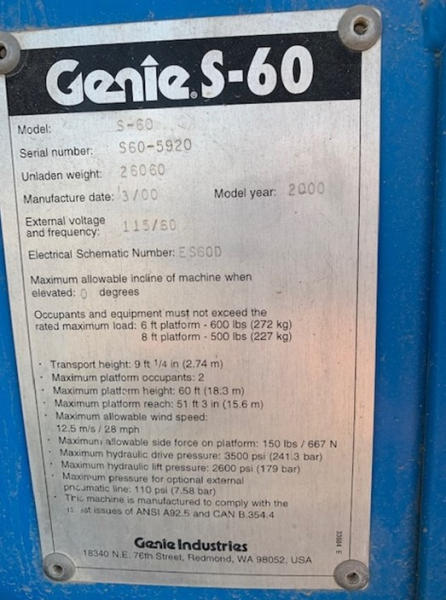 Genie® S-60
Model: S-60
Serial number: S60-5920
Unladen weight: 26060
Manufacture date: 3/00 Model year: 2000
External voltage
and frequency: 115/60
Electrical Schematic Number: ES60D
Maximum allowable incline of machine when
elevated: 0 degrees
Occupants and equipment must not exceed the
rated maximum load: 6 ft platform - 600 lbs (272 kg)
8 ft platform - 500 lbs (227 kg)
· Transport height: 9 ft 1/4 in (2.74 m)
· Maximum platform occupants: 2
· Maximum platform height: 60 ft (18.3 m)
· Maximum platform reach: 51 ft 3 in (15.6 m)
· Maximum allowable wind speed:
12.5 m/s / 28 mph
· Maximum allowable side force on platform: 150 lbs / 667 N
· Maximum hydraulic drive pressure: 3500 psi (241.3 bar)
· Maximum hydraulic lift pressure: 2600 psi (179 bar)
· Maximum pressure for optional external
pneumatic line: 110 psi (7.58 bar)
· This machine is manufactured to comply with the
issues of ANSI A92.5 and CAN B.354.4
Genie Industries
18340 N.E. 76th Street, Redmond, WA 98052, USA